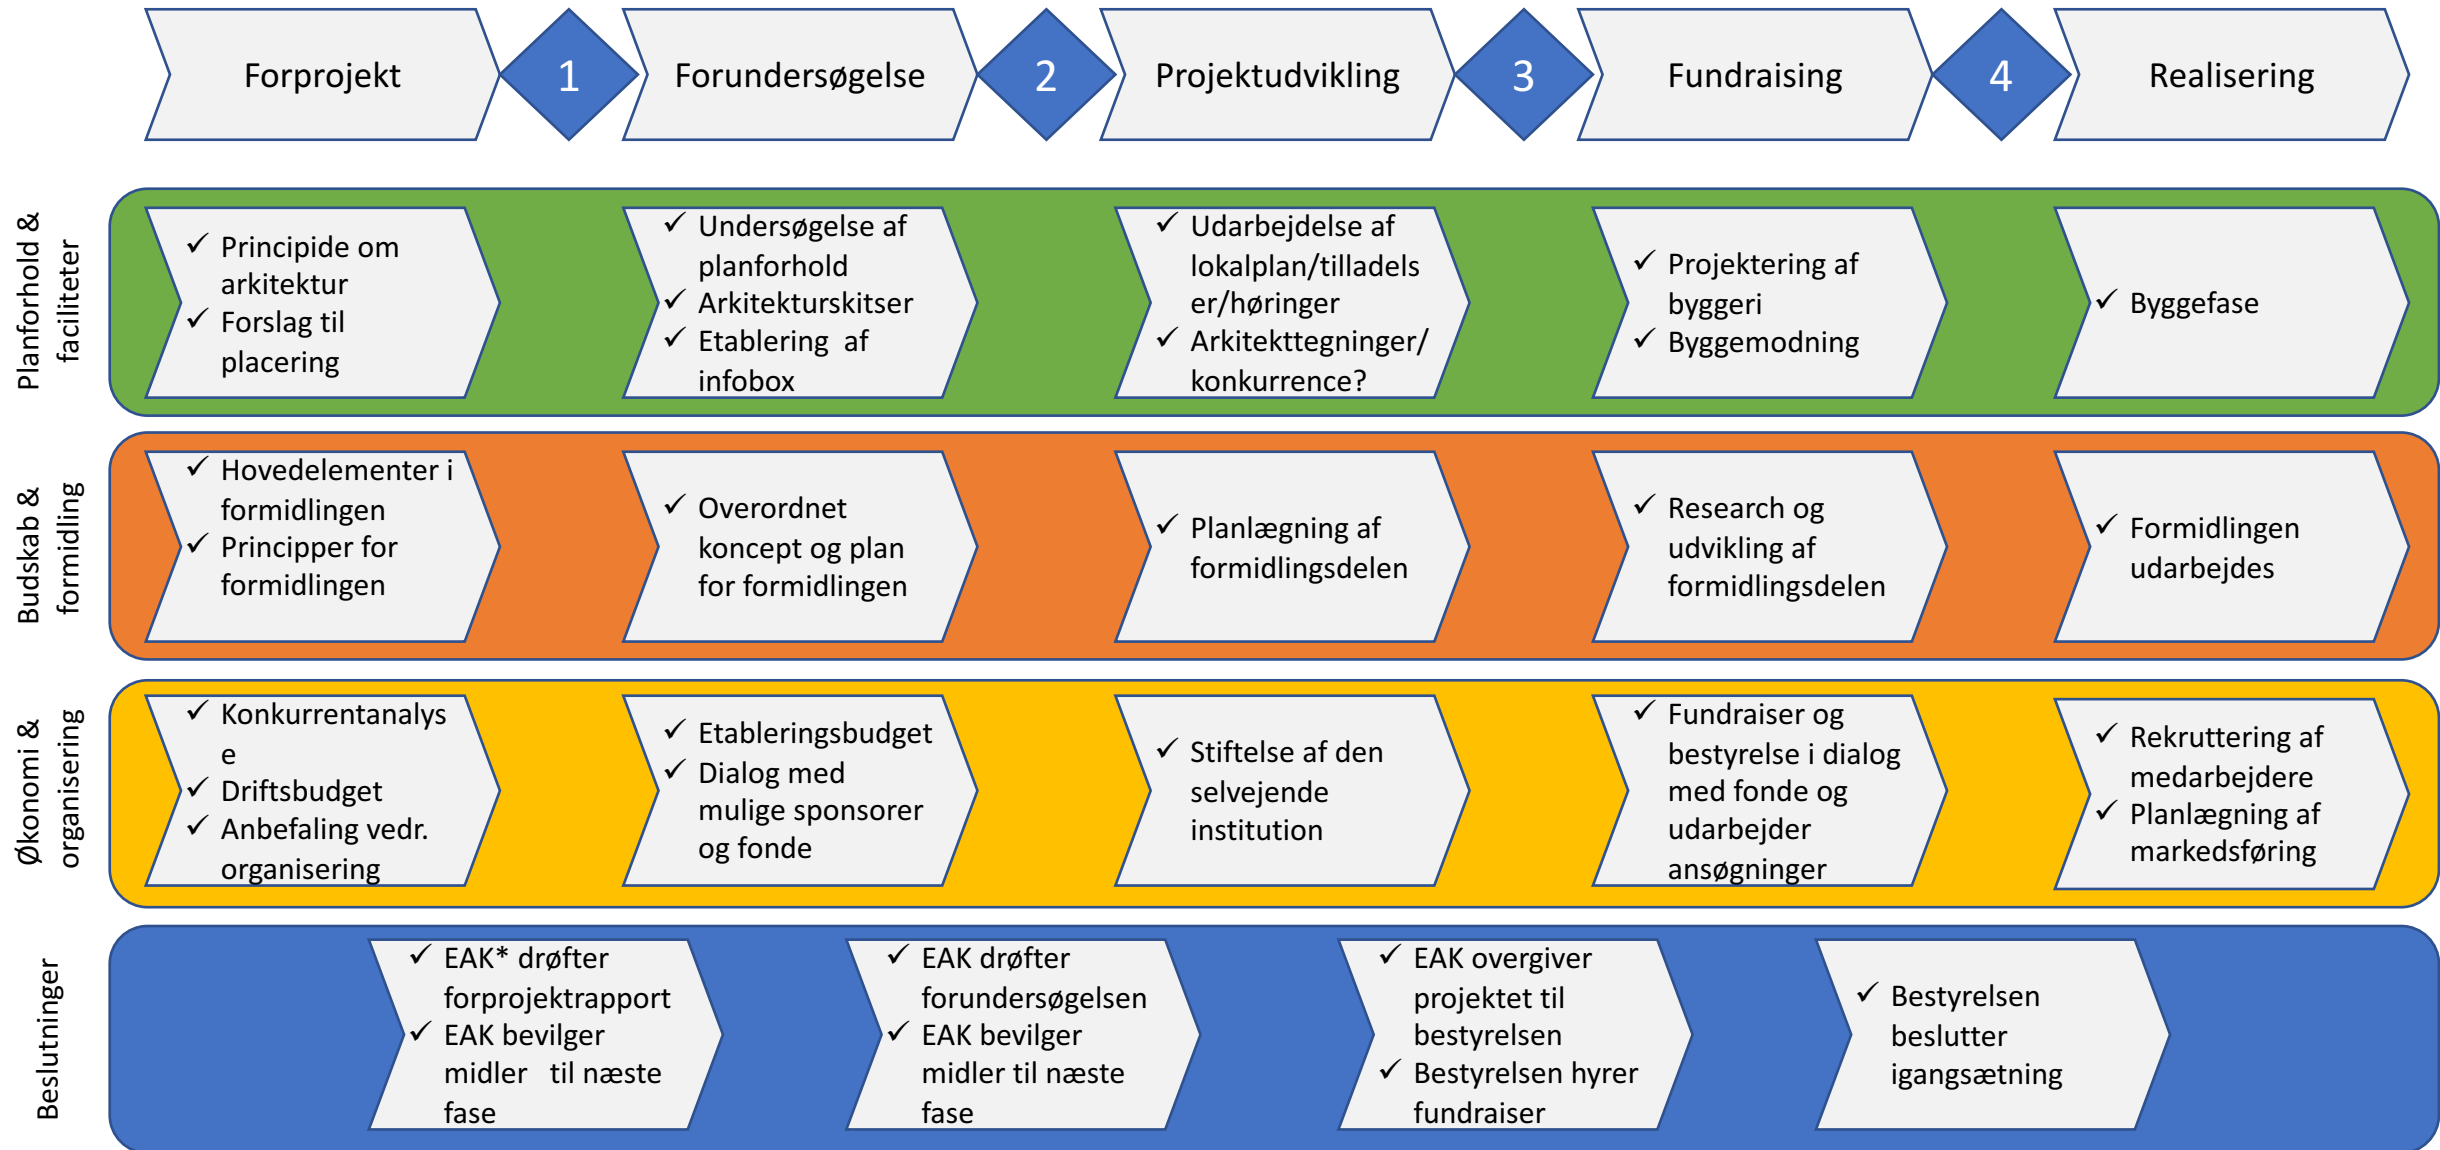 Forprojekt
1
Forundersøgelse
2
Projektudvikling
3
Fundraising
4
Realisering
Planforhold &
faciliteter
✓ Principide om
arkitektur
✓ Forslag til
placering
✓ Undersøgelse af
planforhold
✓ Arkitekturskitser
✓ Etablering af
infobox
✓ Udarbejdelse af
lokalplan/tilladels
er/høringer
✓ Arkitekttegninger/
konkurrence?
✓ Projektering af
byggeri
✓ Byggemodning
✓ Byggefase
Budskab &
formidling
✓ Hovedelementer i
formidlingen
✓ Principper for
formidlingen
✓ Overordnet
koncept og plan
for formidlingen
✓ Planlægning af
formidlingsdelen
✓ Research og
udvikling af
formidlingsdelen
✓ Formidlingen
udarbejdes
Økonomi &
organisering
✓ Konkurrentanalys
e
✓ Driftsbudget
✓ Anbefaling vedr.
organisering
✓ Etableringsbudget
✓ Dialog med
mulige sponsorer
og fonde
✓ Stiftelse af den
selvejende
institution
✓ Fundraiser og
bestyrelse i dialog
med fonde og
udarbejder
ansøgninger
✓ Rekruttering af
medarbejdere
✓ Planlægning af
markedsføring
Beslutninger
✓ EAK* drøfter
forprojektrapport
✓ EAK bevilger
midler til næste
fase
✓ EAK drøfter
forundersøgelsen
✓ EAK bevilger
midler til næste
fase
✓ EAK overgiver
projektet til
bestyrelsen
✓ Bestyrelsen hyrer
fundraiser
✓ Bestyrelsen
beslutter
igangsætning